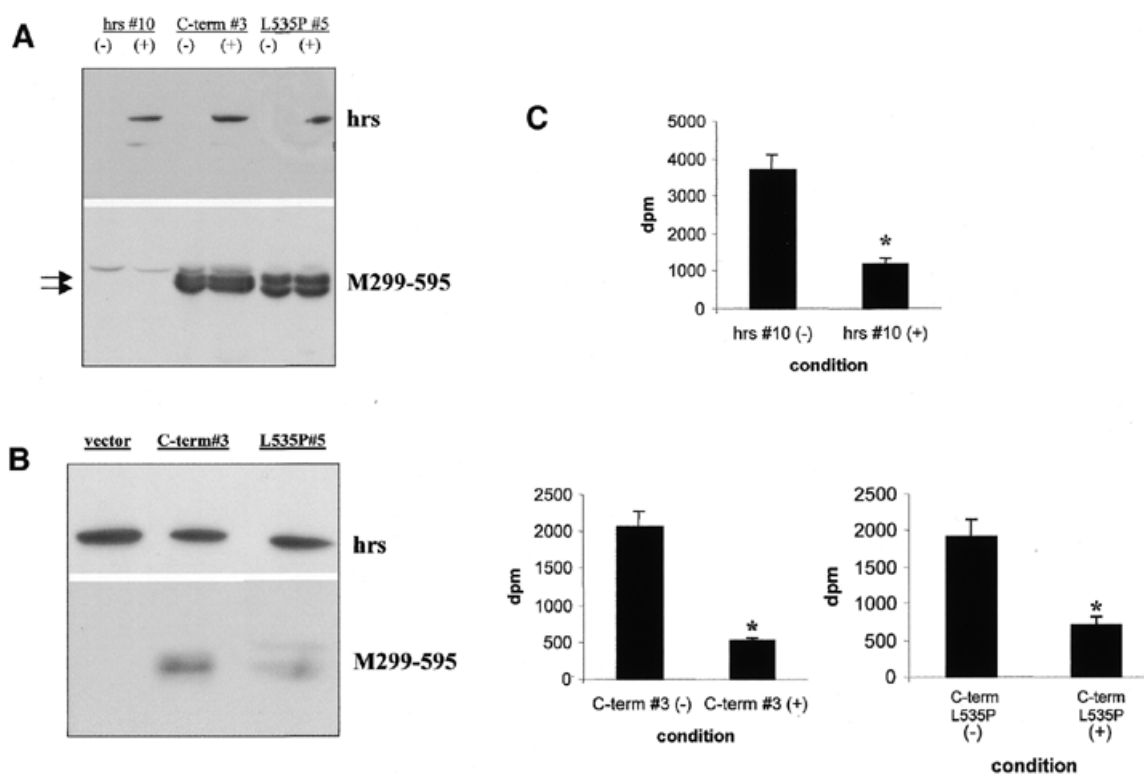 A
hrs #10 C-term #3 L535P #5
(-) (+) (-) (+) (-) (+)
hrs
M299-595
B
vector C-term#3 L535P#5
hrs
M299-595
C
5000
4000
3000
2000
1000
0
dpm
*
hrs #10 (-) hrs #10 (+)
condition
2500
2000
1500
1000
500
0
dpm
*
C-term #3 (-) C-term #3 (+)
condition
2500
2000
1500
1000
500
0
dpm
*
C-term C-term
L535P L535P
(-) (+)
condition